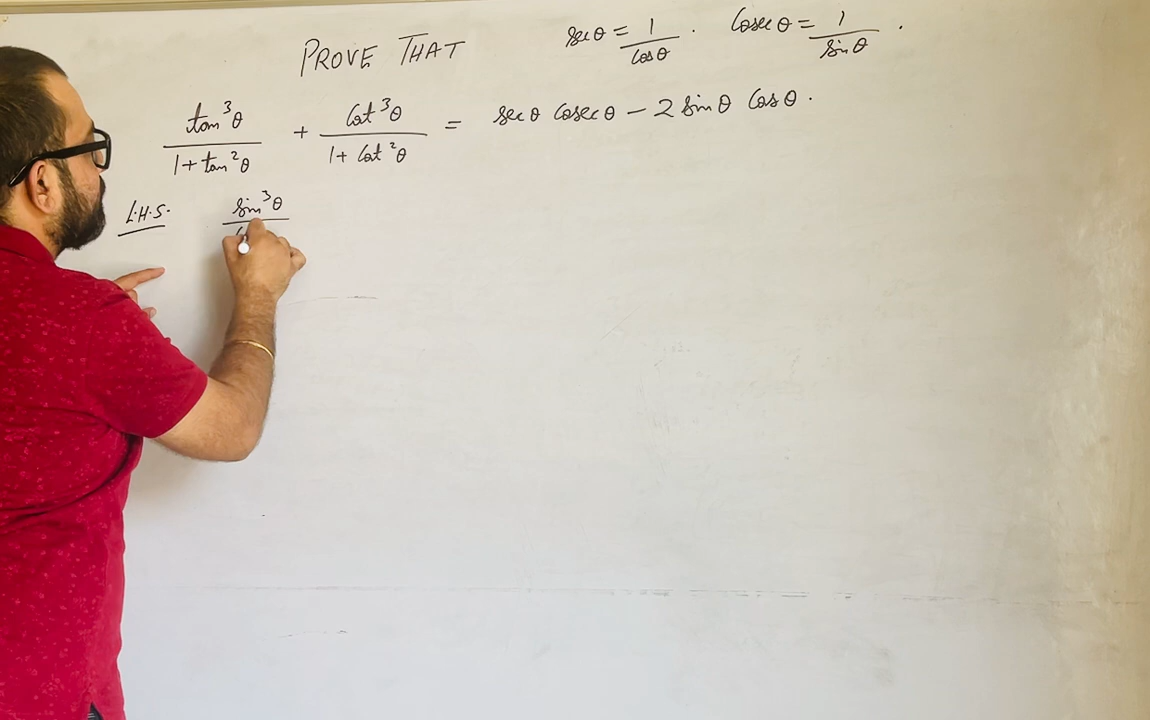 PROVE THAT secθ = 1/cosθ . Cosecθ = 1/sinθ .
tan³θ/1+tan²θ + Cot³θ/1+Cot²θ = secθ cosecθ − 2 sinθ Cosθ .
L.H.S. sin³θ